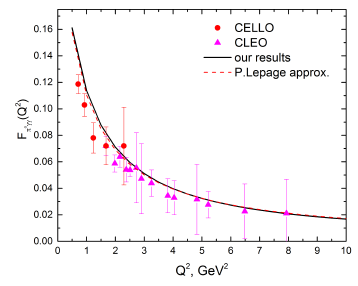 CELLO
CLEO
our results
P.Lepage approx.
0.16
0.14
0.12
0.10
0.08
0.06
0.04
0.02
0.00
F_{π°γ}(Q²)
0 1 2 3 4 5 6 7 8 9 10
Q², GeV²